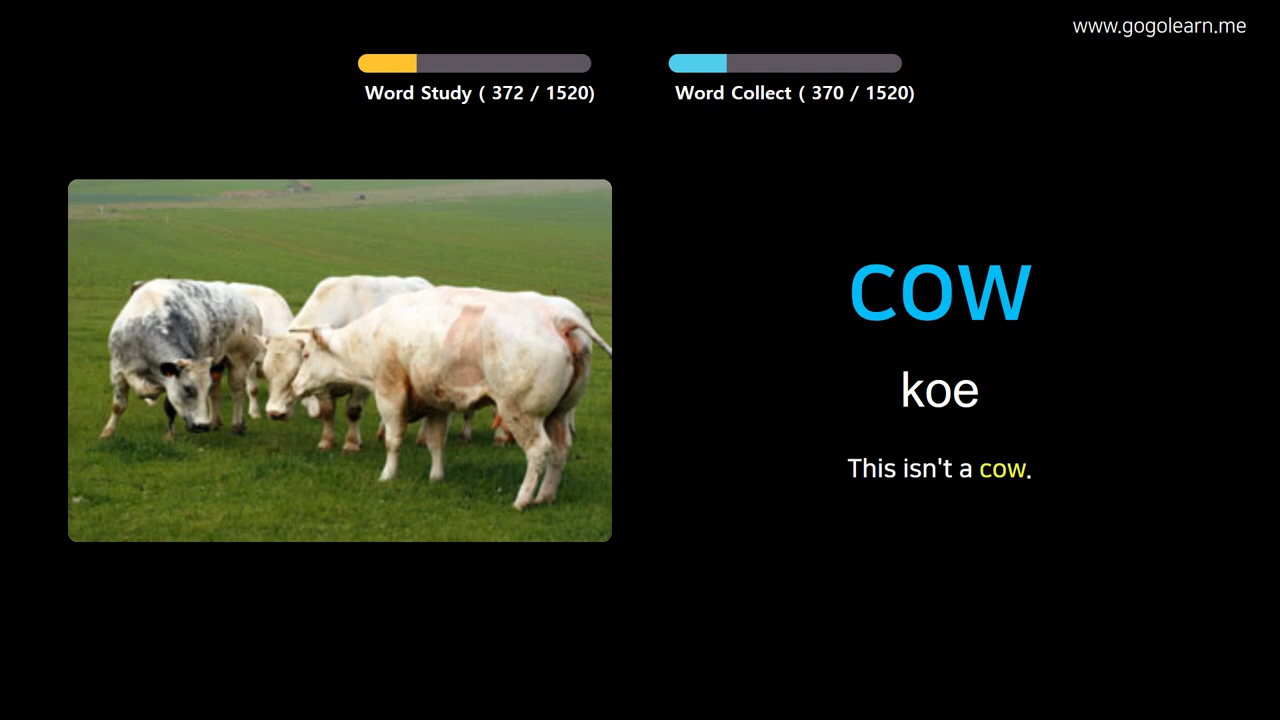 www.gogolearn.me
Word Study ( 372 / 1520)
Word Collect ( 370 / 1520)
cow
koe
This isn't a cow.